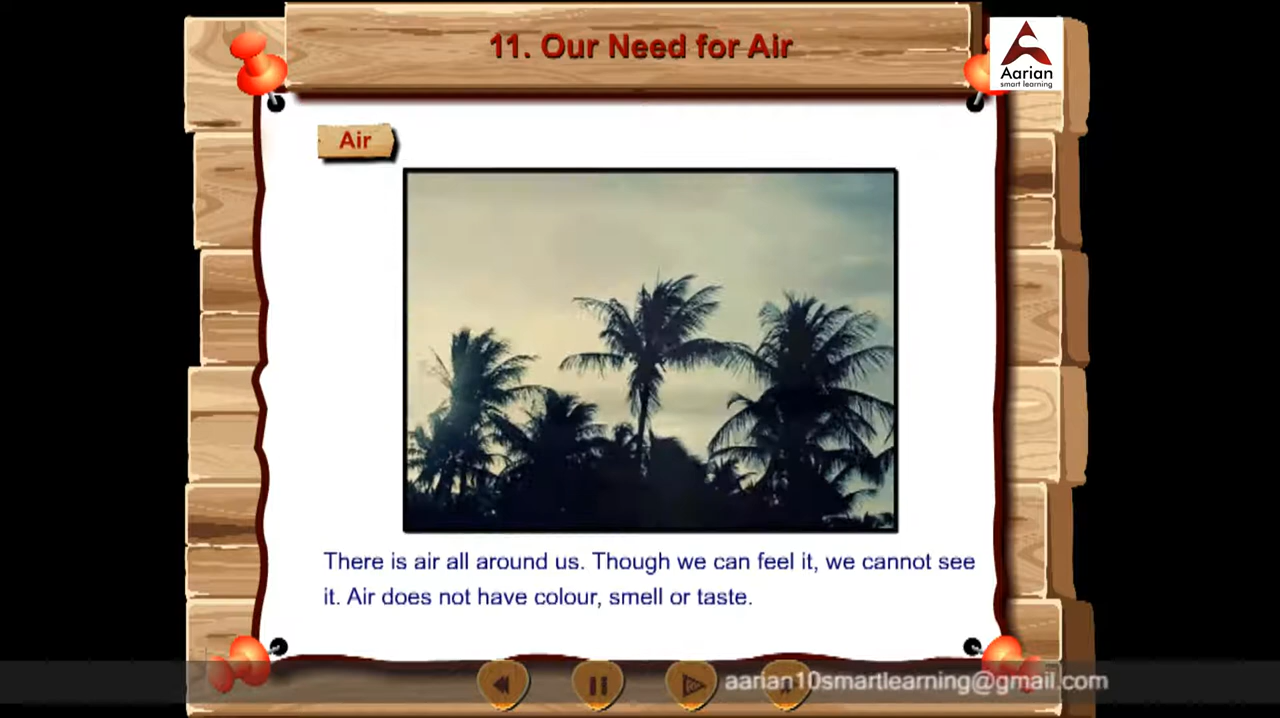 11. Our Need for Air
Aarian
smart learning
Air
There is air all around us. Though we can feel it, we cannot see
it. Air does not have colour, smell or taste.
aarian10smartlearning@gmail.com